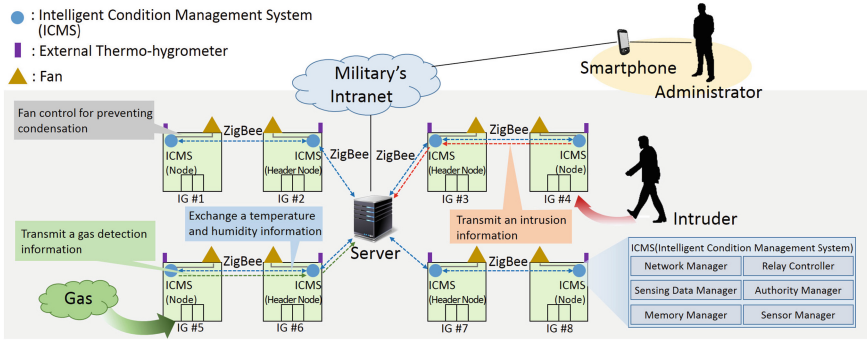 : Intelligent Condition Management System
(ICMS)
: External Thermo-hygrometer
: Fan
Military's
Intranet
Smartphone
Administrator
Fan control for preventing
condensation
ZigBee
ICMS
(Node)
IG #1
ICMS
(Header Node)
IG #2
ZigBee
ZigBee
ZigBee
ICMS
(Header Node)
IG #3
ICMS
(Node)
IG #4
Intruder
Transmit a gas detection
information
Exchange a temperature
and humidity information
Server
Transmit an intrusion
information
Gas
ZigBee
ICMS
(Node)
IG #5
ICMS
(Header Node)
IG #6
ZigBee
ICMS
(Header Node)
IG #7
ICMS
(Node)
IG #8
ICMS(Intelligent Condition Management System)
Network Manager
Relay Controller
Sensing Data Manager
Authority Manager
Memory Manager
Sensor Manager